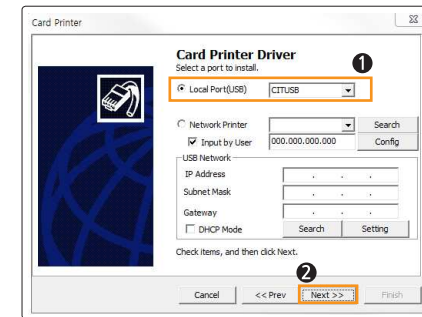 Card Printer
Card Printer Driver
Select a port to install.
❶
Local Port(USB) CITUSB
Network Printer Search
Input by User 000.000.000.000 Config
USB Network
IP Address . . .
Subnet Mask . . .
Gateway . . .
DHCP Mode Search Setting
Check items, and then click Next.
❷
Cancel << Prev Next >> Finish